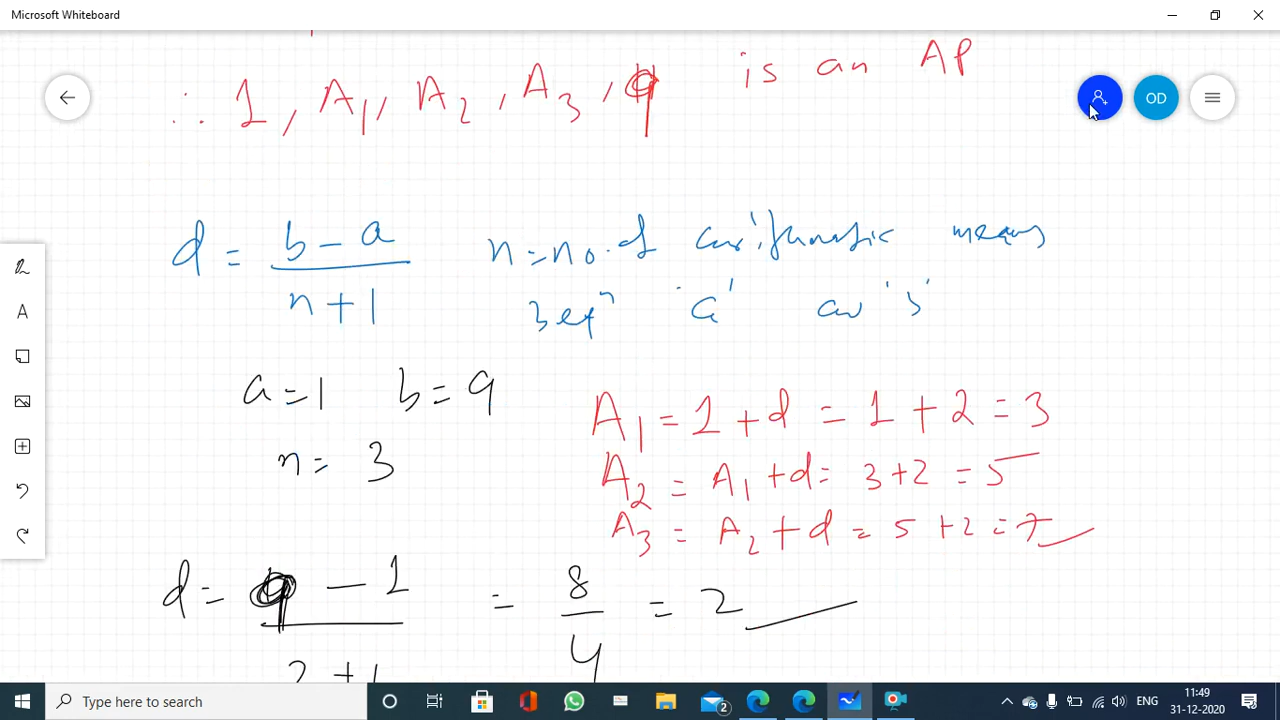 Microsoft Whiteboard
∴ 1, A₁, A₂, A₃, 9 is an AP
OD
d = b - a / n + 1
n = no. of arithmetic means
betⁿ 'a' and 'b'
a = 1 b = 9
n = 3
A₁ = 1 + d = 1 + 2 = 3
A₂ = A₁ + d = 3 + 2 = 5
A₃ = A₂ + d = 5 + 2 = 7
d = 9 - 1 / 3 + 1 = 8 / 4 = 2
Type here to search
2
ENG
11:49
31-12-2020